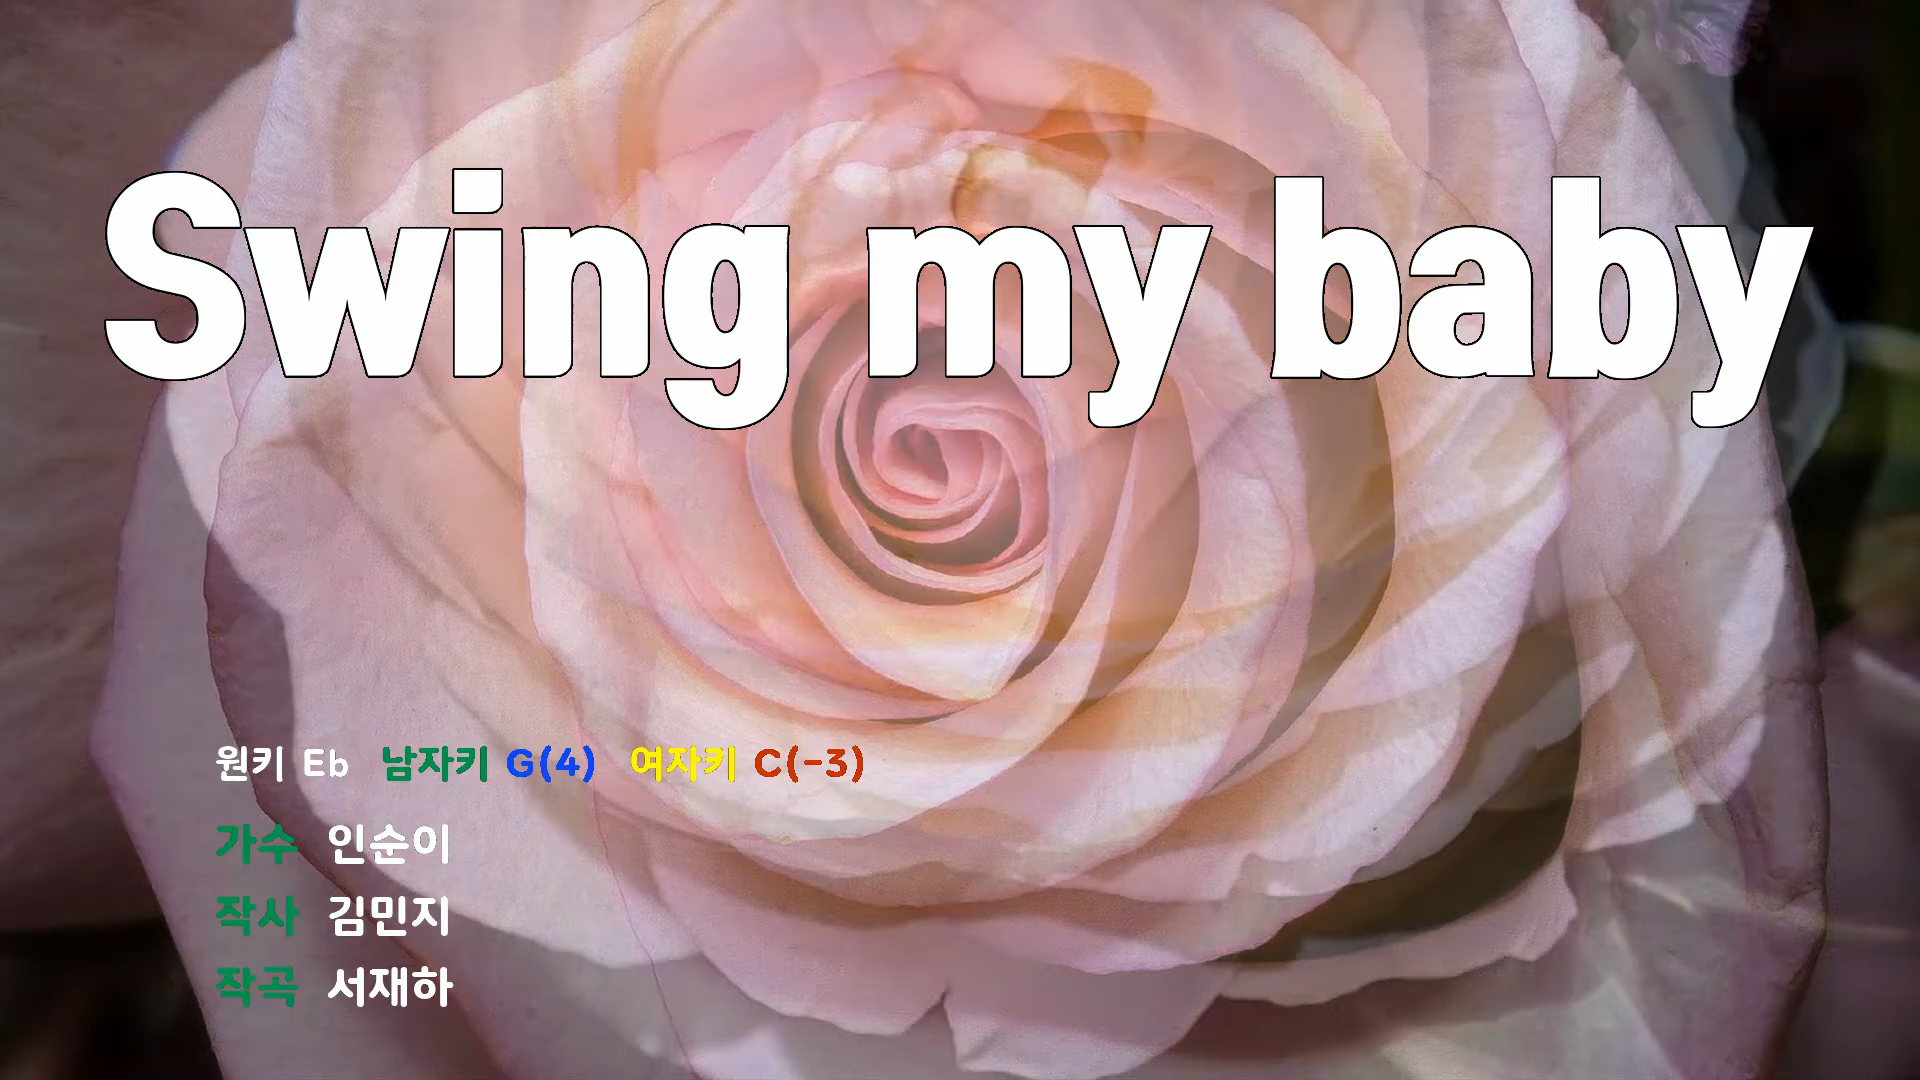 Swing my baby
원키 Eb 남자키 G(4) 여자키 C(-3)
가수 인순이
작사 김민지
작곡 서재하